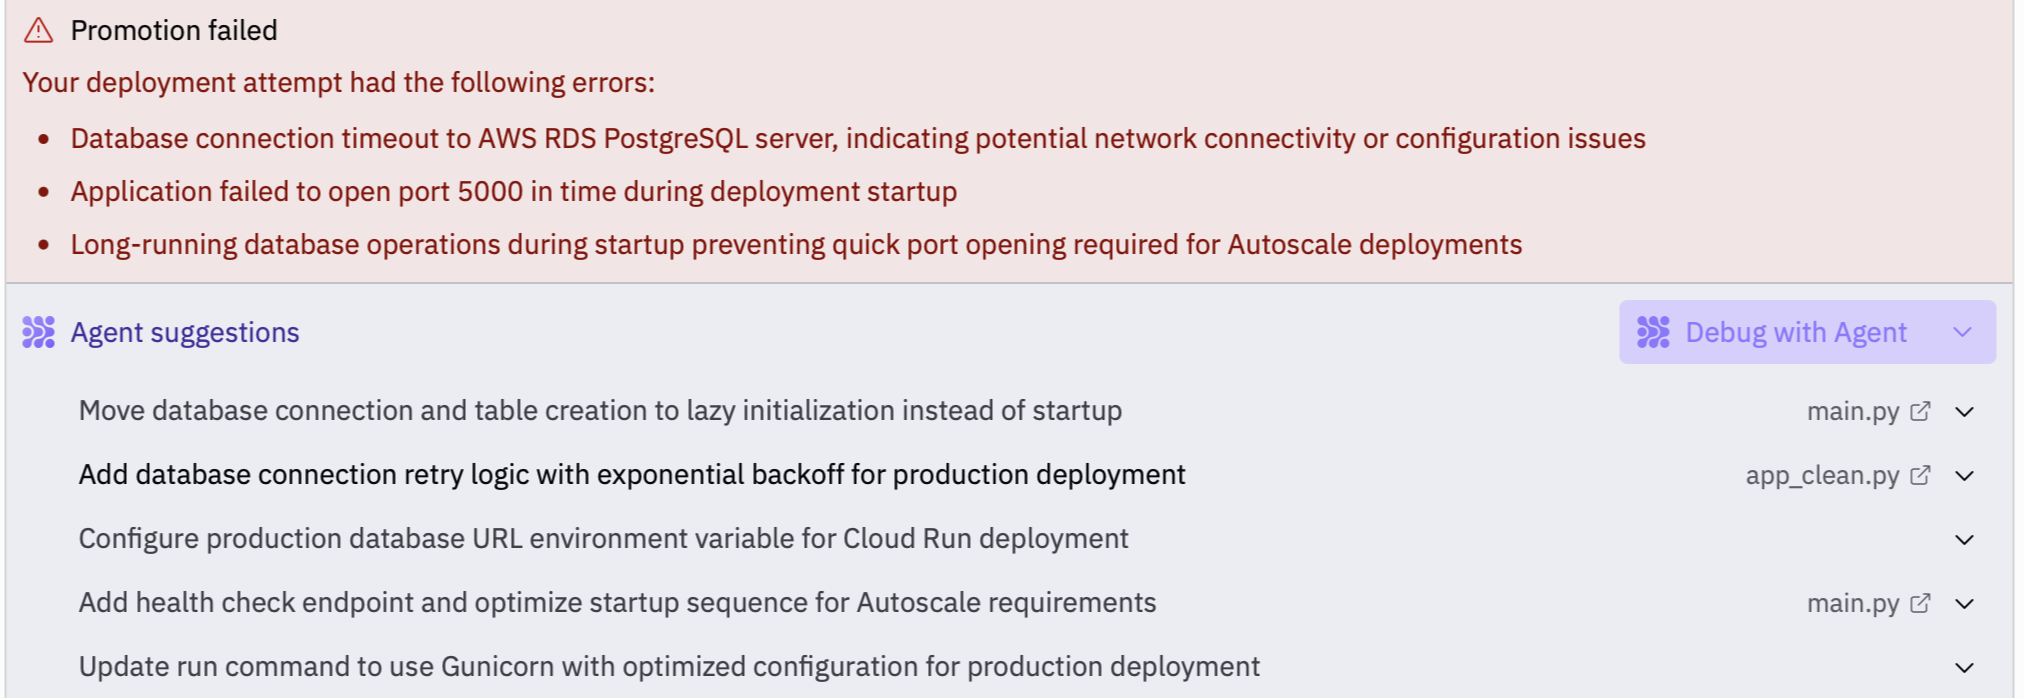 Promotion failed
Your deployment attempt had the following errors:
• Database connection timeout to AWS RDS PostgreSQL server, indicating potential network connectivity or configuration issues
• Application failed to open port 5000 in time during deployment startup
• Long-running database operations during startup preventing quick port opening required for Autoscale deployments
Agent suggestions Debug with Agent
Move database connection and table creation to lazy initialization instead of startup main.py
Add database connection retry logic with exponential backoff for production deployment app_clean.py
Configure production database URL environment variable for Cloud Run deployment
Add health check endpoint and optimize startup sequence for Autoscale requirements main.py
Update run command to use Gunicorn with optimized configuration for production deployment